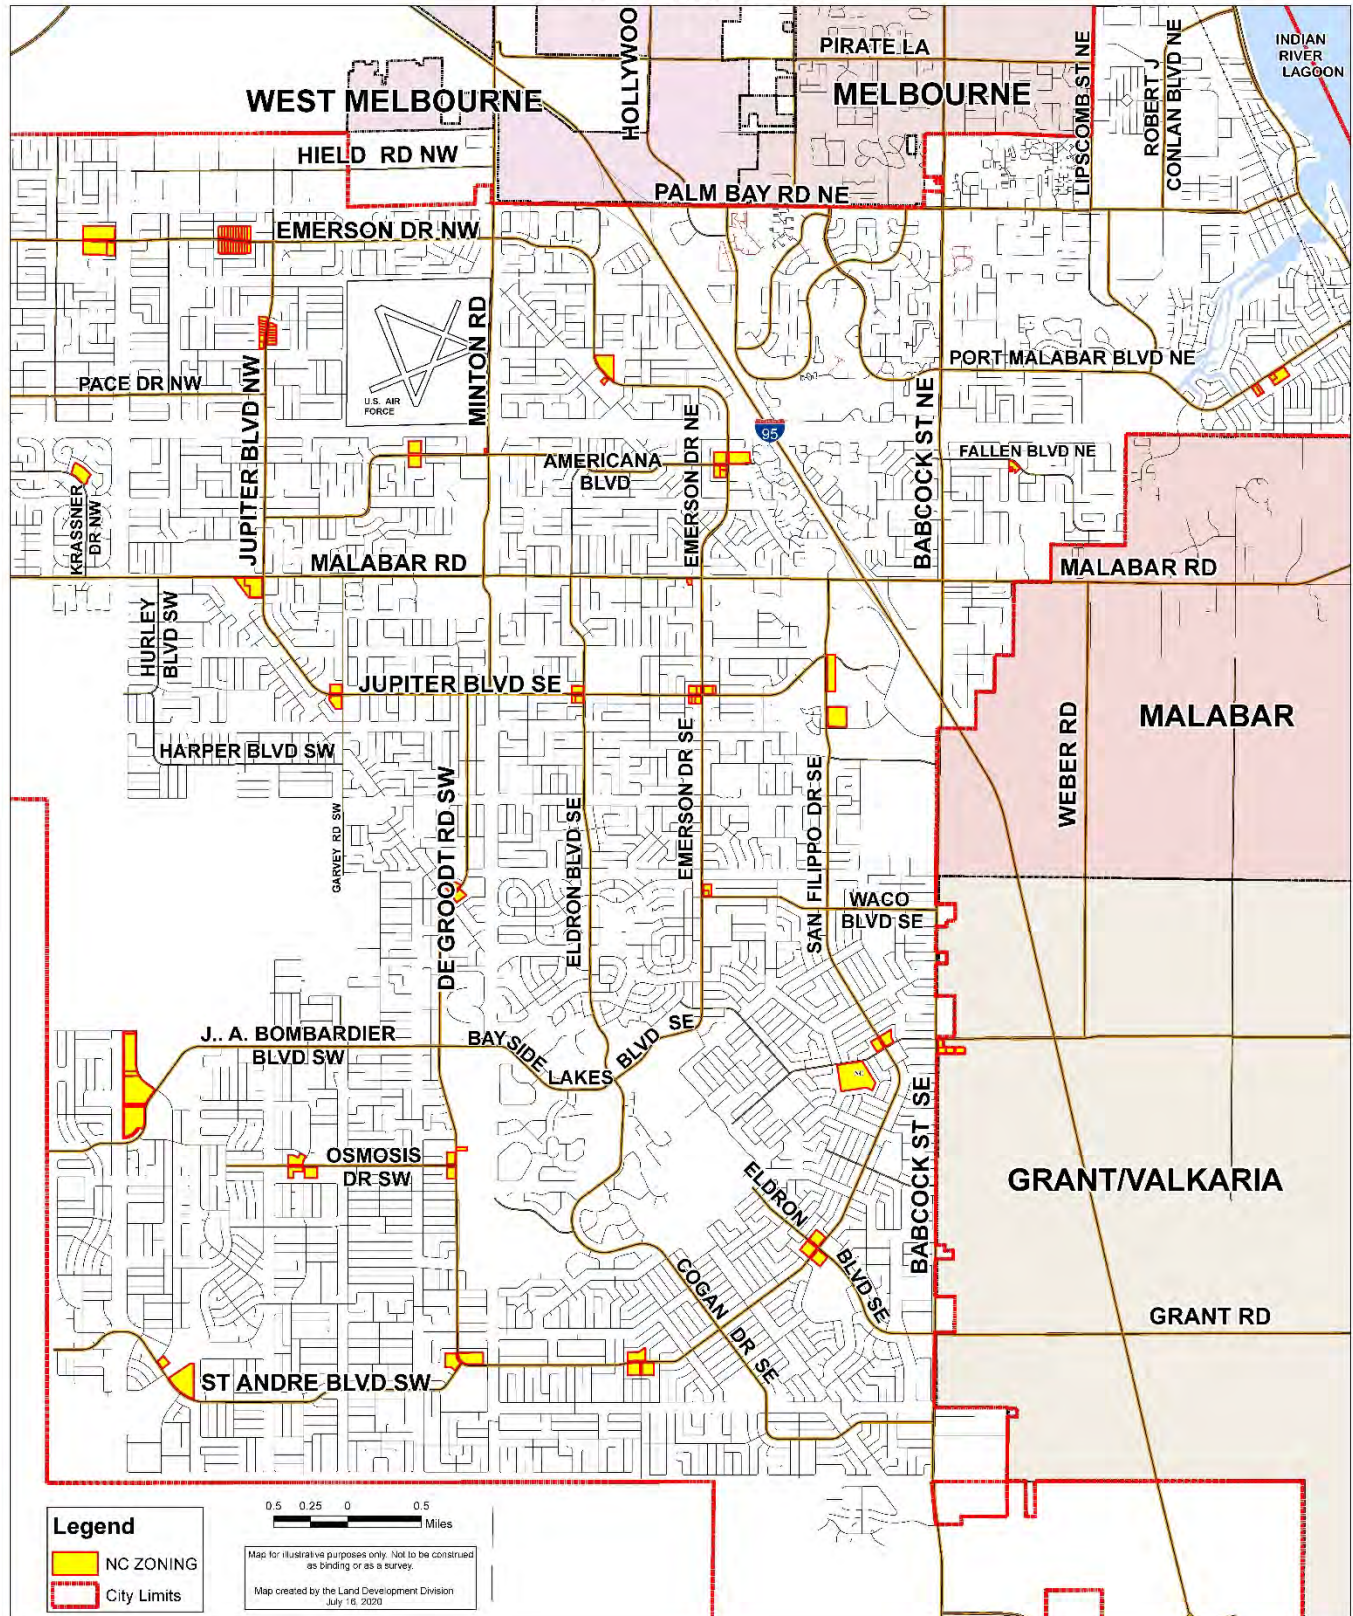 PIRATE LA
HOLLYWOO
LIPSCOMB ST NE
ROBERT J
CONLAN BLVD NE
INDIAN
RIVER
LAGOON
WEST MELBOURNE
MELBOURNE
HIELD RD NW
PALM BAY RD NE
EMERSON DR NW
MINTON RD
PORT MALABAR BLVD NE
PACE DR NW
JUPITER BLVD NW
U.S. AIR
FORCE
95
BABCOCK ST NE
EMERSON DR NE
AMERICANA
BLVD
FALLEN BLVD NE
KRASSNER
DR NW
MALABAR RD
MALABAR RD
HURLEY
BLVD SW
JUPITER BLVD SE
HARPER BLVD SW
WEBER RD
MALABAR
GARVEY RD SW
DE GROODT RD SW
ELDRON BLVD SE
EMERSON DR SE
SAN FILIPPO DR SE
WACO
BLVD SE
J.. A. BOMBARDIER
BLVD SW
BAYSIDE
LAKES
BLVD SE
NC
BABCOCK ST SE
OSMOSIS
DR SW
GRANT/VALKARIA
ELDRON
BLVD SE
COGAN DR SE
GRANT RD
ST ANDRE BLVD SW
Legend
NC ZONING
City Limits
0.5 0.25 0 0.5
Miles
Map for illustrative purposes only. Not to be construed
as binding or as a survey.
Map created by the Land Development Division
July 16, 2020